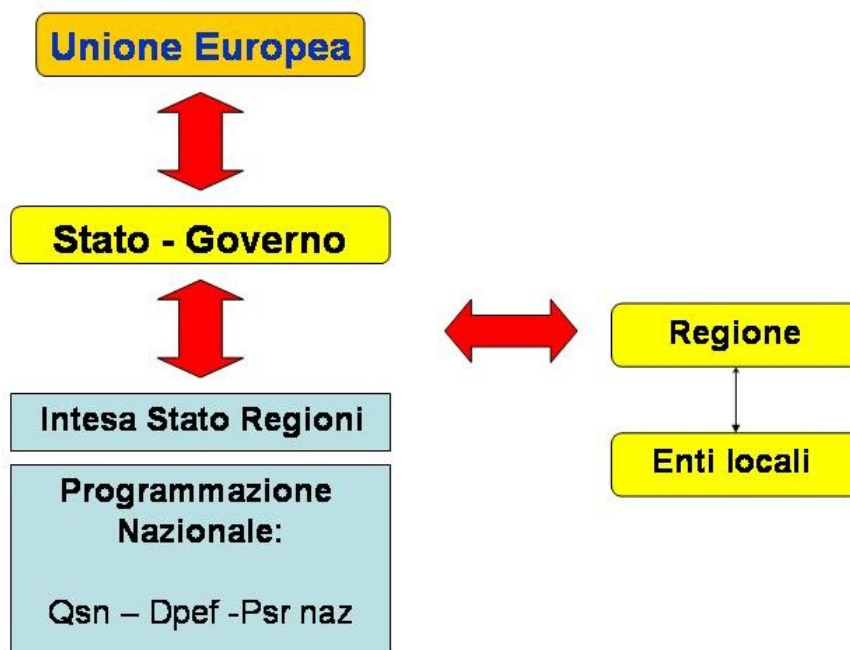 Unione Europea
Stato - Governo
Intesa Stato Regioni
Programmazione
Nazionale:
Qsn – Dpef -Psr naz
Regione
Enti locali